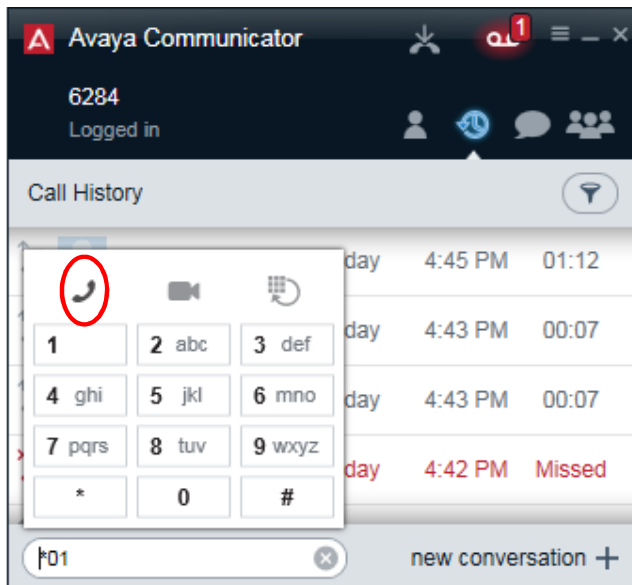 Avaya Communicator 1
6284
Logged in
Call History
day 4:45 PM 01:12
day 4:43 PM 00:07
day 4:43 PM 00:07
day 4:42 PM Missed
1 2 abc 3 def
4 ghi 5 jkl 6 mno
7 pqrs 8 tuv 9 wxyz
* 0 #
*01 new conversation +